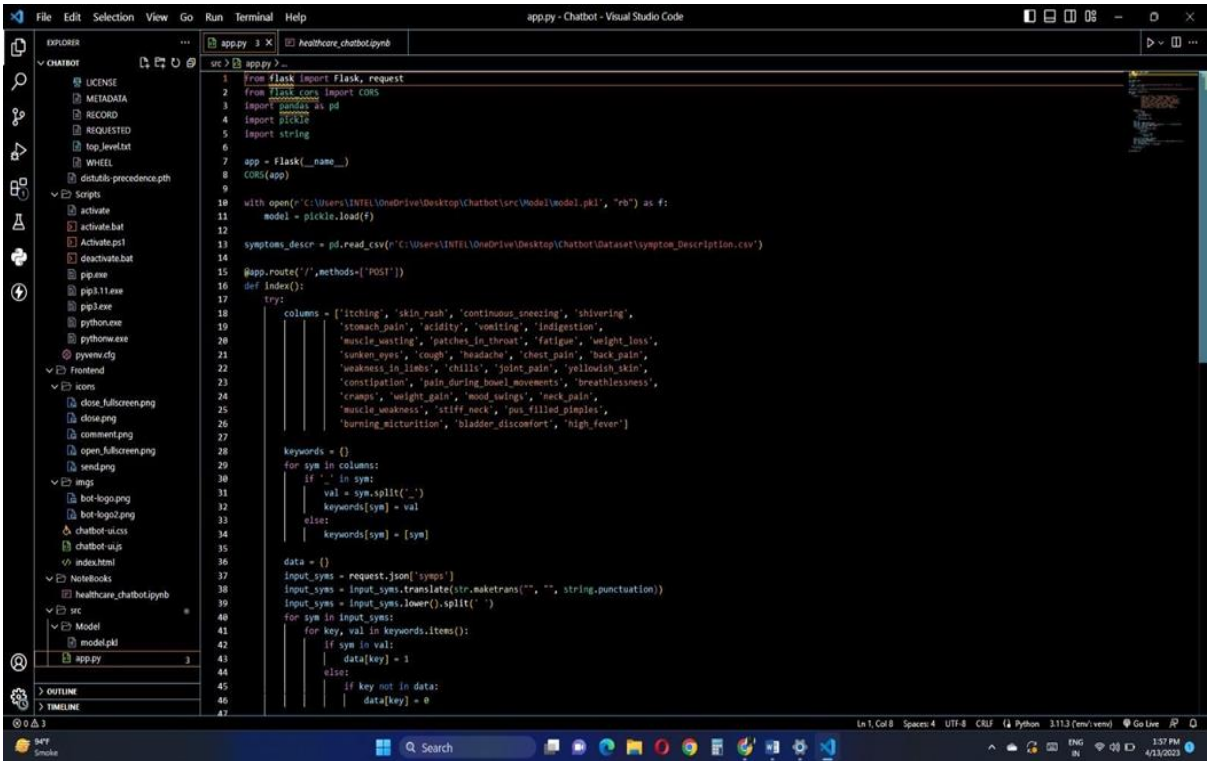 File Edit Selection View Go Run Terminal Help
app.py - Chatbot - Visual Studio Code
EXPLORER
CHATBOT
LICENSE
METADATA
RECORD
REQUESTED
top_level.txt
WHEEL
distutils-precedence.pth
Scripts
activate
activate.bat
Activate.ps1
deactivate.bat
pip.exe
pip3.11.exe
pip3.exe
python.exe
pythonw.exe
pyvenv.cfg
Frontend
icons
close_fullscreen.png
close.png
comment.png
open_fullscreen.png
send.png
imgs
bot-logo.png
bot-logo2.png
chatbot-ui.css
chatbot-ui.js
index.html
NoteBooks
healthcare_chatbot.ipynb
src
Model
model.pkl
app.py 3
OUTLINE
TIMELINE
app.py 3 healthcare_chatbot.ipynb
src > app.py > ...
1 from flask import Flask, request
2 from flask_cors import CORS
3 import pandas as pd
4 import pickle
5 import string
6
7 app = Flask(__name__)
8 CORS(app)
9
10 with open(r'C:\Users\INTEL\OneDrive\Desktop\Chatbot\src\Model\model.pkl', "rb") as f:
11 model = pickle.load(f)
12
13 symptoms_descr = pd.read_csv(r'C:\Users\INTEL\OneDrive\Desktop\Chatbot\Dataset\symptom_Description.csv')
14
15 @app.route('/',methods=['POST'])
16 def index():
17 try:
18 columns = ['itching', 'skin_rash', 'continuous_sneezing', 'shivering',
19 'stomach_pain', 'acidity', 'vomiting', 'indigestion',
20 'muscle_wasting', 'patches_in_throat', 'fatigue', 'weight_loss',
21 'sunken_eyes', 'cough', 'headache', 'chest_pain', 'back_pain',
22 'weakness_in_limbs', 'chills', 'joint_pain', 'yellowish_skin',
23 'constipation', 'pain_during_bowel_movements', 'breathlessness',
24 'cramps', 'weight_gain', 'mood_swings', 'neck_pain',
25 'muscle_weakness', 'stiff_neck', 'pus_filled_pimples',
26 'burning_micturition', 'bladder_discomfort', 'high_fever']
27
28 keywords = {}
29 for sym in columns:
30 if '_' in sym:
31 val = sym.split('_')
32 keywords[sym] = val
33 else:
34 keywords[sym] = [sym]
35
36 data = {}
37 input_syms = request.json['symps']
38 input_syms = input_syms.translate(str.maketrans("", "", string.punctuation))
39 input_syms = input_syms.lower().split(' ')
40 for sym in input_syms:
41 for key, val in keywords.items():
42 if sym in val:
43 data[key] = 1
44 else:
45 if key not in data:
46 data[key] = 0
47
0 3
Ln 1, Col 8 Spaces: 4 UTF-8 CRLF Python 3.11.3 ('env': venv) Go Live
94°F
Smoke
Search
ENG
IN
3:57 PM
4/13/2023